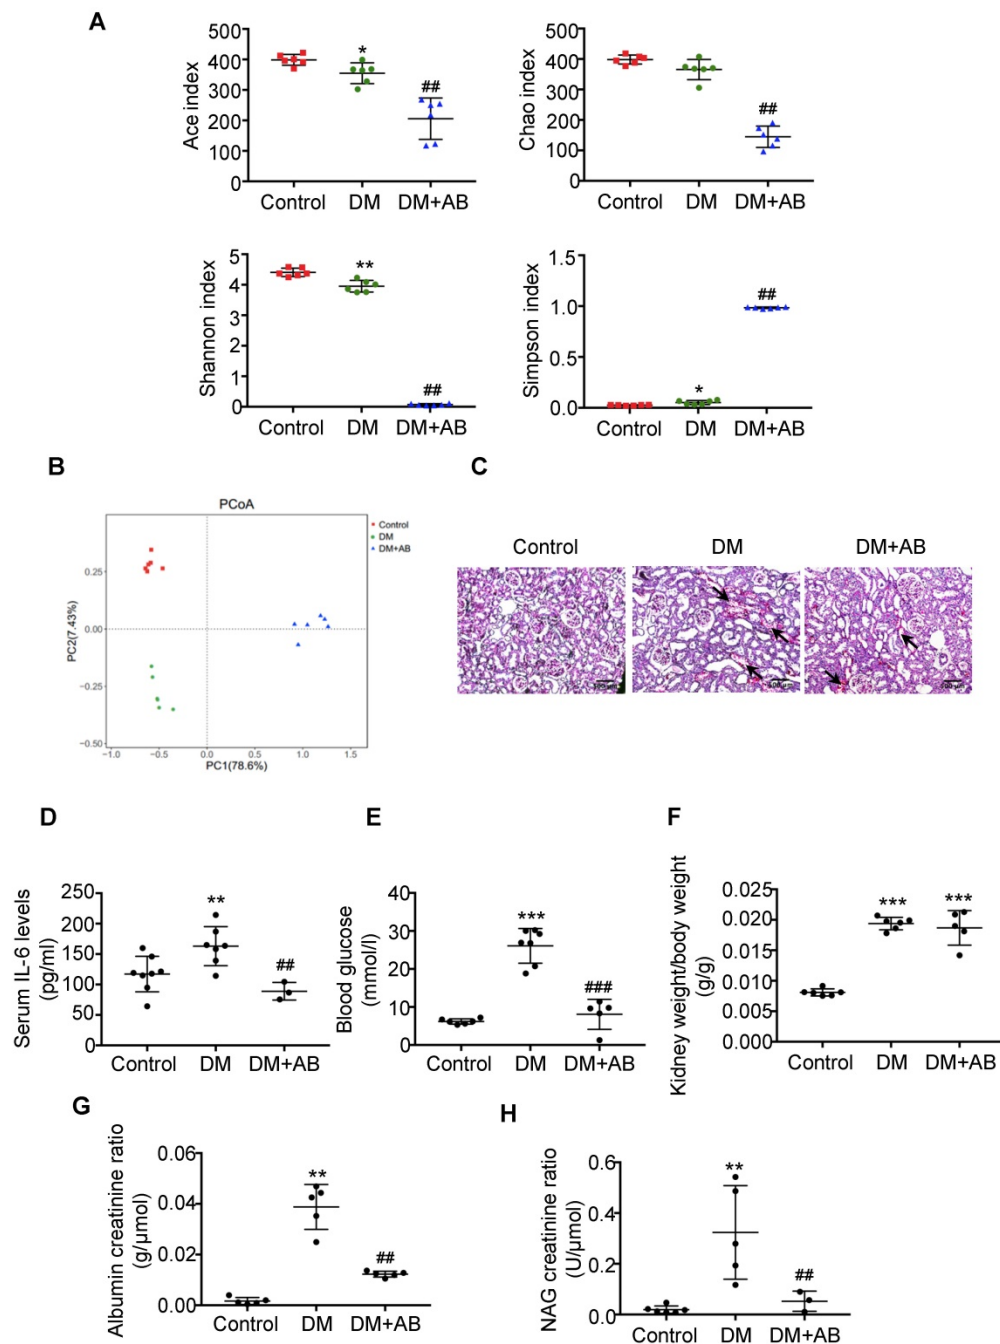 A
Ace index
500
400
300
200
100
0
*
##
Control DM DM+AB
Chao index
500
400
300
200
100
0
##
Control DM DM+AB
Shannon index
5
4
3
2
1
0
**
##
Control DM DM+AB
Simpson index
1.5
1.0
0.5
0.0
*
##
Control DM DM+AB
B
PCoA
Control
DM
DM+AB
PC2(7.43%)
0.25
0.00
−0.25
−0.50
−1.0 −0.5 0.0 0.5 1.0 1.5
PC1(78.6%)
C
Control DM DM+AB
100 μm
100 μm
100 μm
D
Serum IL-6 levels
(pg/ml)
250
200
150
100
50
0
**
##
Control DM DM+AB
E
Blood glucose
(mmol/l)
40
30
20
10
0
***
###
Control DM DM+AB
F
Kidney weight/body weight
(g/g)
0.025
0.020
0.015
0.010
0.005
0.000
***
***
Control DM DM+AB
G
Albumin creatinine ratio
(g/μmol)
0.06
0.04
0.02
0.00
**
##
Control DM DM+AB
H
NAG creatinine ratio
(U/μmol)
0.6
0.4
0.2
0.0
**
##
Control DM DM+AB